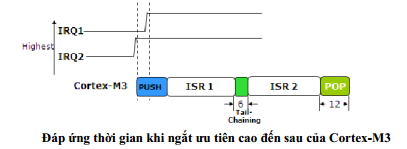 IRQ1
Highest
IRQ2
Cortex-M3
PUSH
ISR 1
ISR 2
POP
6
12
Tail-
Chaining
Đáp ứng thời gian khi ngắt ưu tiên cao đến sau của Cortex-M3